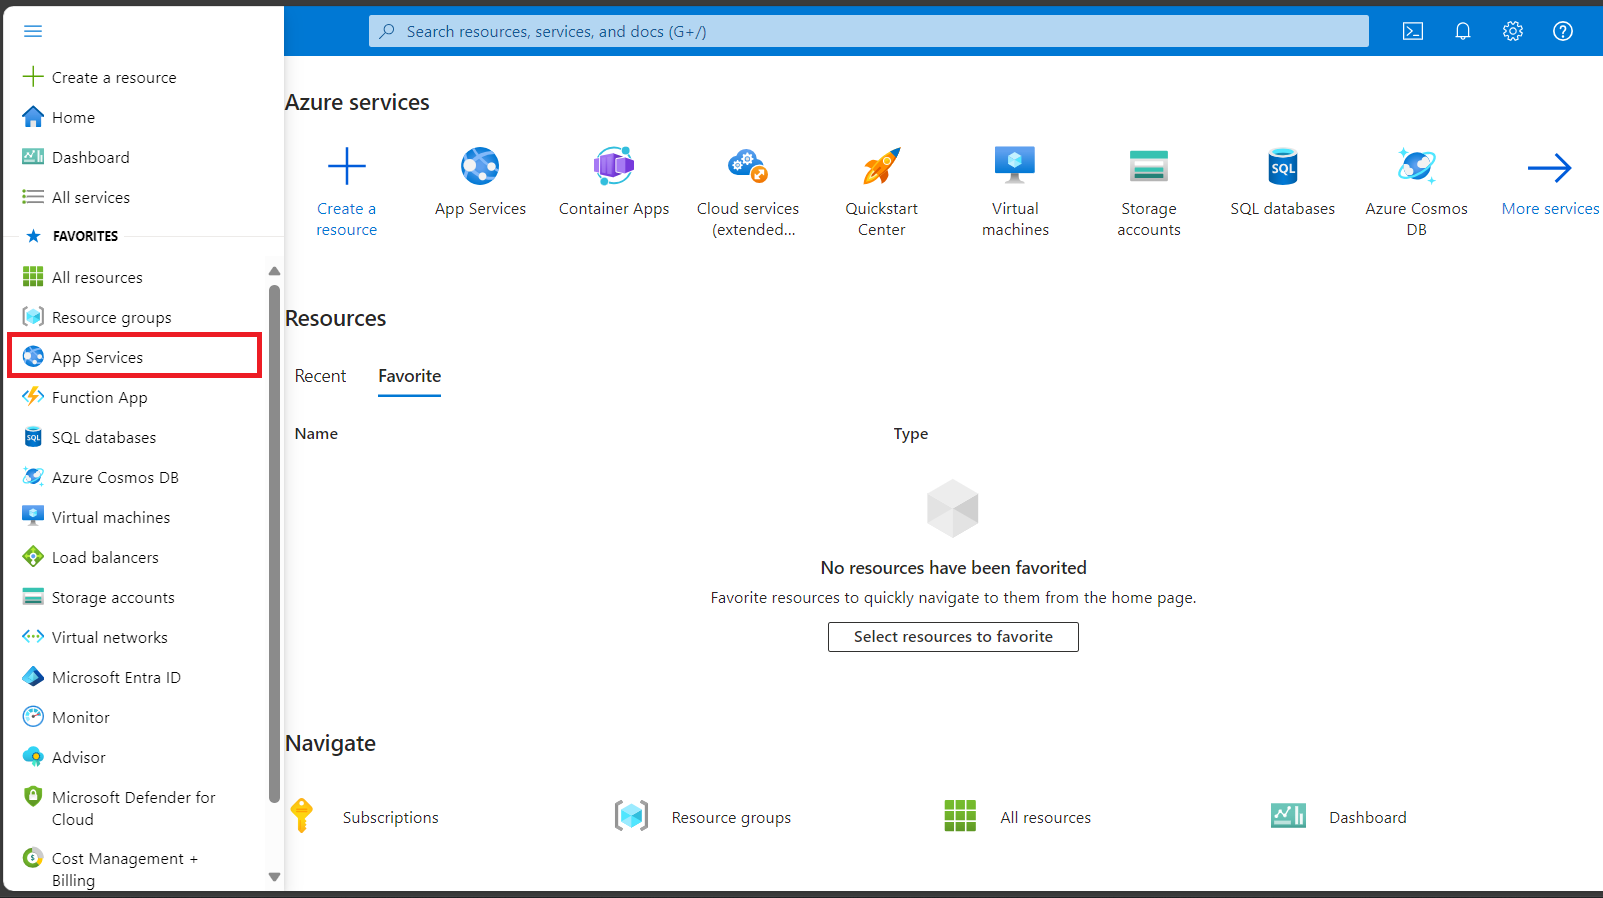 Search resources, services, and docs (G+/)
Create a resource
Home
Dashboard
All services
FAVORITES
All resources
Resource groups
App Services
Function App
SQL
SQL databases
Azure Cosmos DB
Virtual machines
Load balancers
Storage accounts
Virtual networks
Microsoft Entra ID
Monitor
Advisor
Microsoft Defender for
Cloud
$
Cost Management +
Billing
Azure services
Create a
resource
App Services
Container Apps
Cloud services
(extended...
Quickstart
Center
Virtual
machines
Storage
accounts
SQL
SQL databases
Azure Cosmos
DB
More services
Resources
Recent
Favorite
Name
Type
No resources have been favorited
Favorite resources to quickly navigate to them from the home page.
Select resources to favorite
Navigate
Subscriptions
Resource groups
All resources
Dashboard